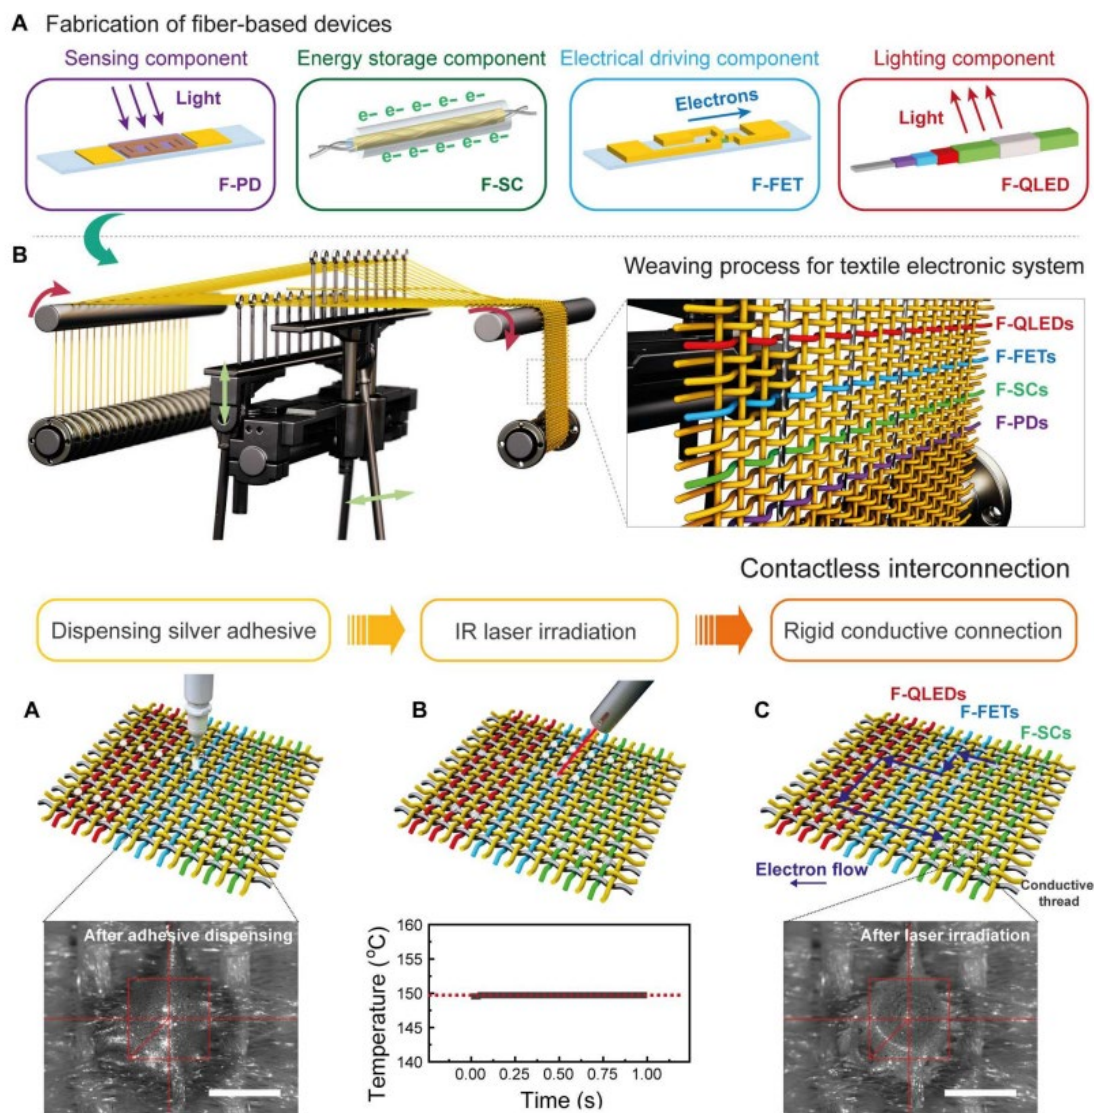 A Fabrication of fiber-based devices
Sensing component
Energy storage component
Electrical driving component
Lighting component
Light
F-PD
e– e– e– e– e–
e– e– e– e– e–
F-SC
Electrons
F-FET
Light
F-QLED
B
Weaving process for textile electronic system
F-QLEDs
F-FETs
F-SCs
F-PDs
Contactless interconnection
Dispensing silver adhesive
IR laser irradiation
Rigid conductive connection
A
B
C
F-QLEDs
F-FETs
F-SCs
Electron flow
Conductive
thread
After adhesive dispensing
Temperature (°C)
160
155
150
145
140
0.00 0.25 0.50 0.75 1.00
Time (s)
After laser irradiation